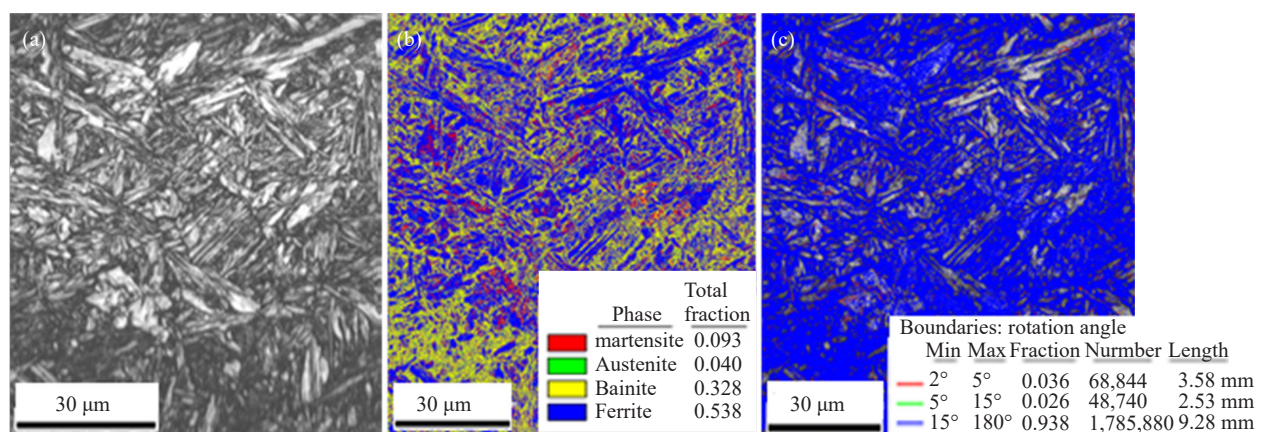 (a)
30 μm
(b)
30 μm
Phase Total fraction
martensite 0.093
Austenite 0.040
Bainite 0.328
Ferrite 0.538
(c)
30 μm
Boundaries: rotation angle
Min Max Fraction Nurmber Length
2° 5° 0.036 68,844 3.58 mm
5° 15° 0.026 48,740 2.53 mm
15° 180° 0.938 1,785,880 9.28 mm